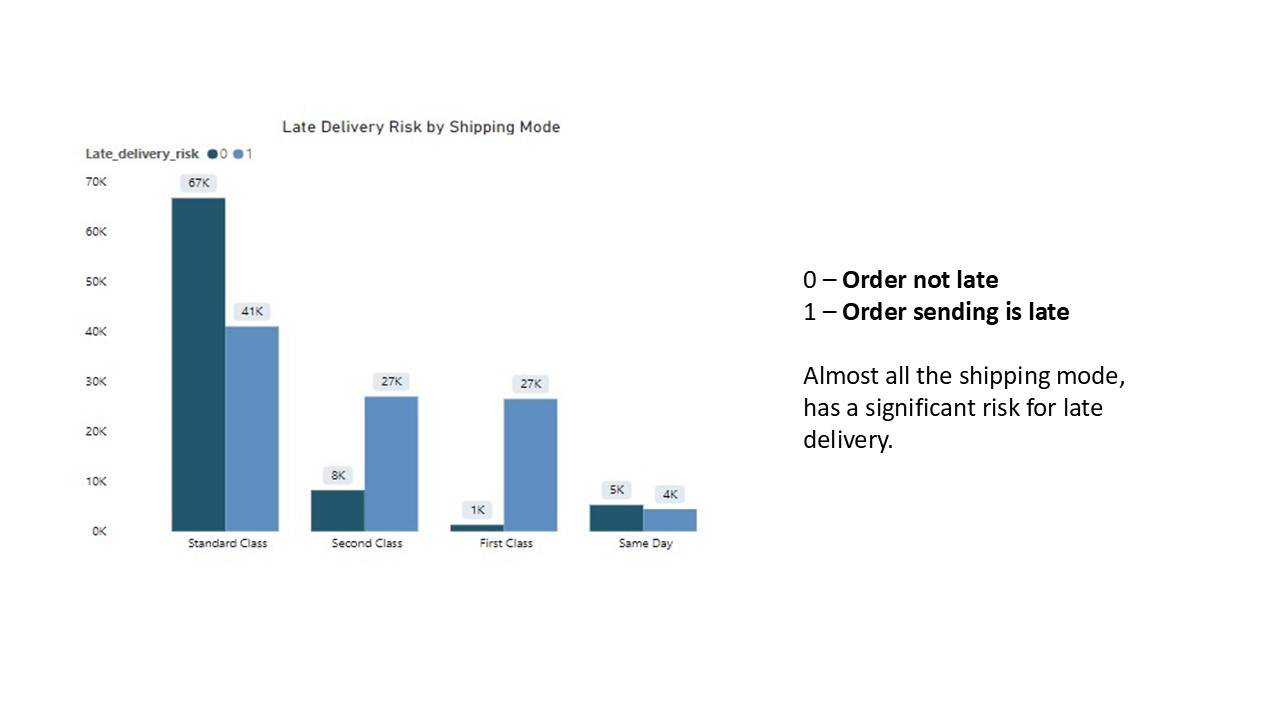 Late Delivery Risk by Shipping Mode
Late_delivery_risk 0 1
70K
60K
50K
40K
30K
20K
10K
0K
67K
41K
8K
27K
1K
27K
5K
4K
Standard Class
Second Class
First Class
Same Day
0 – Order not late
1 – Order sending is late
Almost all the shipping mode,
has a significant risk for late
delivery.